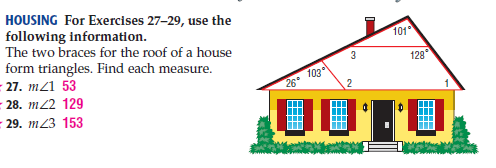 HOUSING For Exercises 27–29, use the
following information.
The two braces for the roof of a house
form triangles. Find each measure.
27. m∠1 53
28. m∠2 129
29. m∠3 153
101°
3
128°
103°
26°
2
1